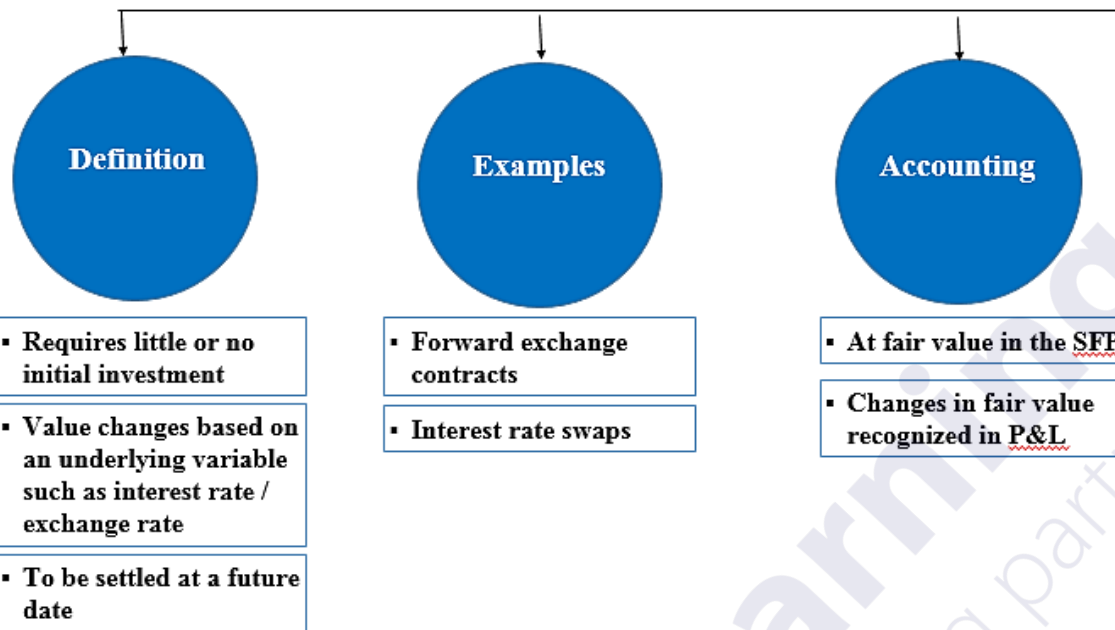 Definition
▪ Requires little or no
initial investment
▪ Value changes based on
an underlying variable
such as interest rate /
exchange rate
▪ To be settled at a future
date
Examples
▪ Forward exchange
contracts
▪ Interest rate swaps
Accounting
▪ At fair value in the SFP
▪ Changes in fair value
recognized in P&L
arning
g part